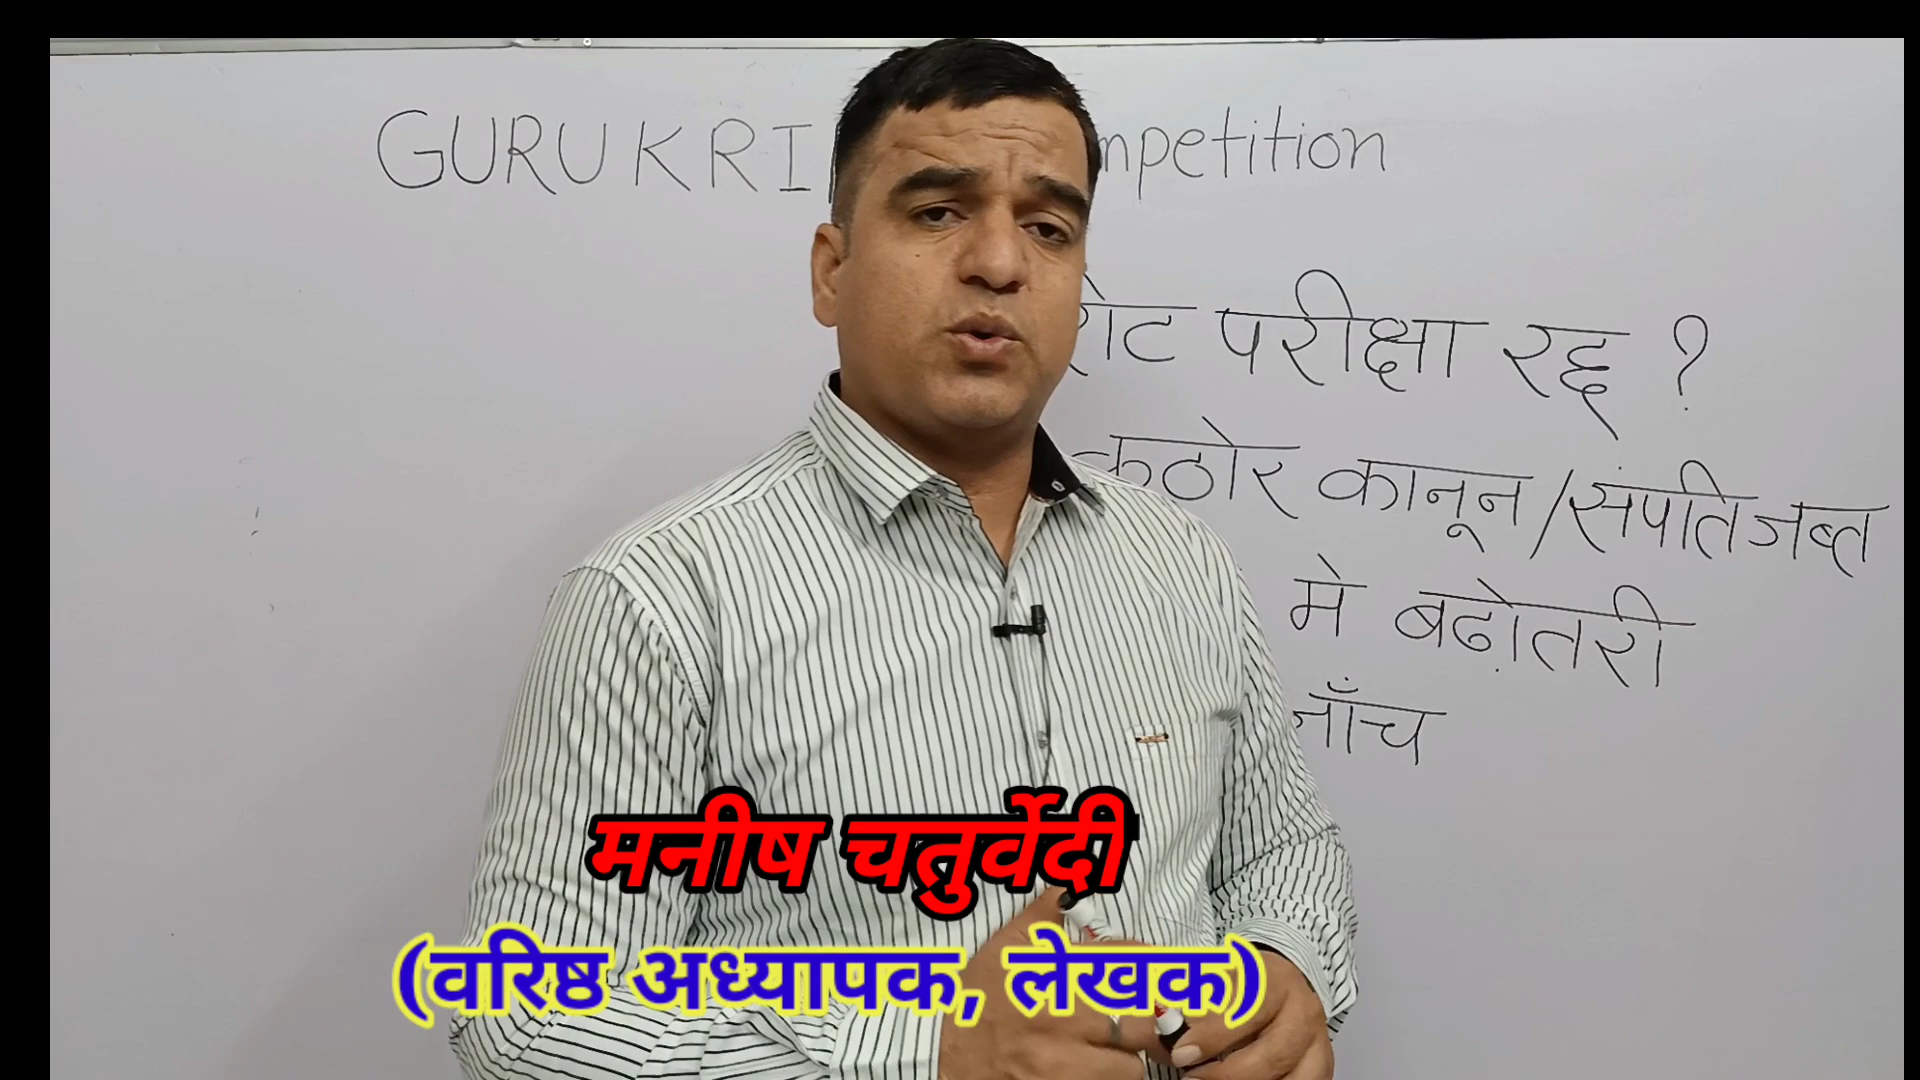 GURUKRI mpetition
परीक्षा रद्द ?
कठोर कानून/संपति जब्त
मे बढ़ोतरी
जाँच
मनीष चतुर्वेदी
(वरिष्ठ अध्यापक, लेखक)